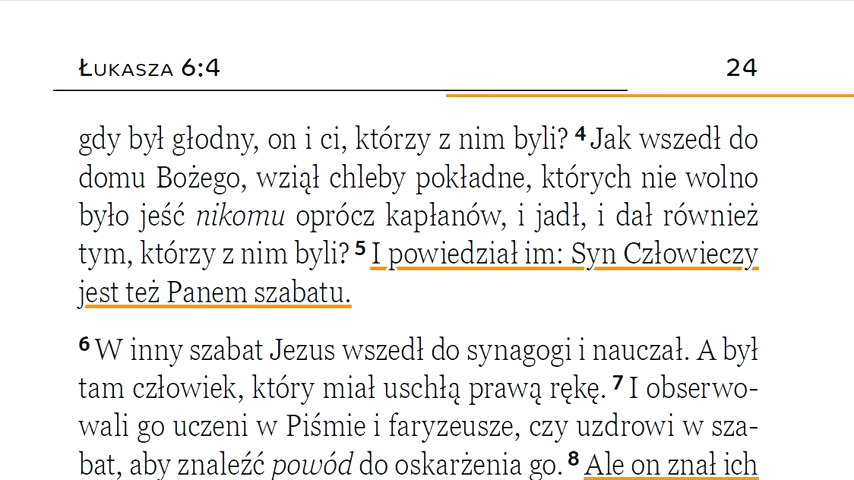 Łukasza 6:4 24
gdy był głodny, on i ci, którzy z nim byli? 4 Jak wszedł do
domu Bożego, wziął chleby pokładne, których nie wolno
było jeść nikomu oprócz kapłanów, i jadł, i dał również
tym, którzy z nim byli? 5 I powiedział im: Syn Człowieczy
jest też Panem szabatu.
6 W inny szabat Jezus wszedł do synagogi i nauczał. A był
tam człowiek, który miał uschłą prawą rękę. 7 I obserwo-
wali go uczeni w Piśmie i faryzeusze, czy uzdrowi w sza-
bat, aby znaleźć powód do oskarżenia go. 8 Ale on znał ich